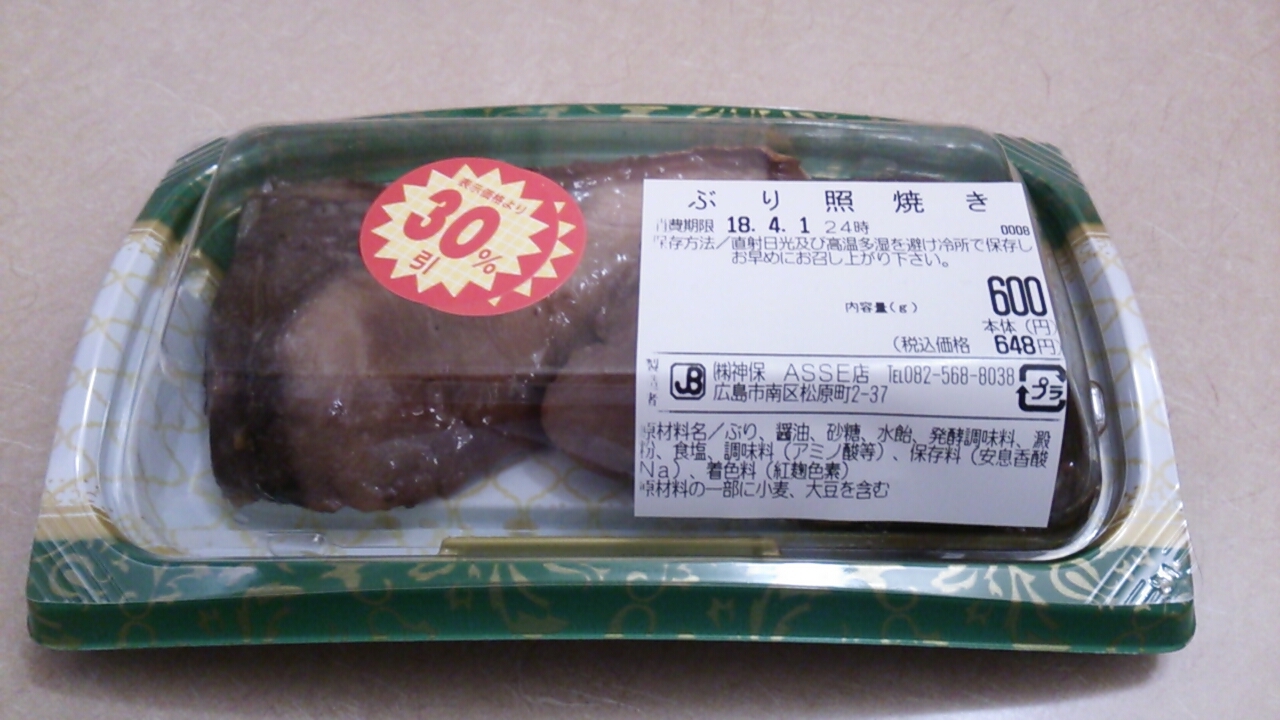 表示価格より
30%
引
ぶり照焼き
消費期限 18.4.1 24時
0008
保存方法/直射日光及び高温多湿を避け冷所で保存し
お早めにお召し上がり下さい。
600
内容量(g)
本体(円)
(税込価格 648円)
製造者
JB
㈱神保 ASSE店 TEL082-568-8038
広島市南区松原町2-37
プラ
原材料名/ぶり、醤油、砂糖、水飴、発酵調味料、澱
粉、食塩、調味料(アミノ酸等)、保存料(安息香酸
Na)、着色料(紅麹色素)
原材料の一部に小麦、大豆を含む